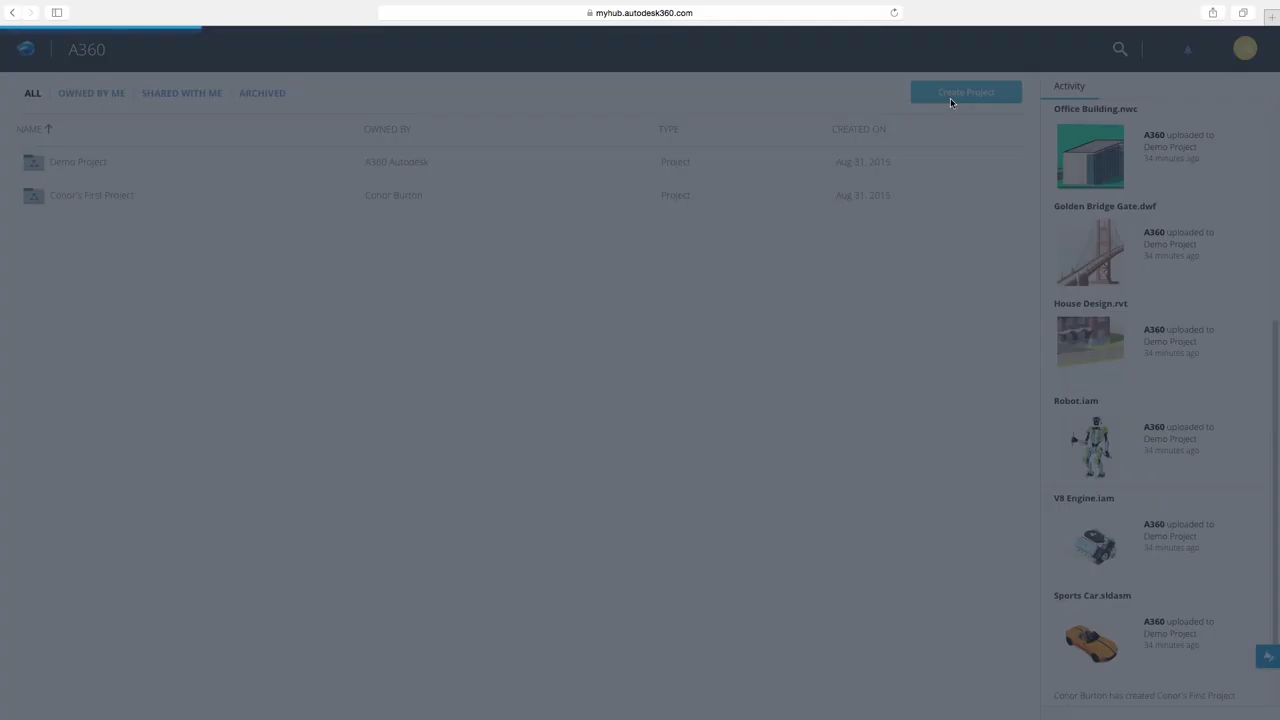 myhub.autodesk360.com
A360
ALL OWNED BY ME SHARED WITH ME ARCHIVED
Create Project
NAME OWNED BY TYPE CREATED ON
Demo Project A360 Autodesk Project Aug 31, 2015
Conor's First Project Conor Burton Project Aug 31, 2015
Activity
Office Building.nwc
A360 uploaded to
Demo Project
34 minutes ago
Golden Bridge Gate.dwf
A360 uploaded to
Demo Project
34 minutes ago
House Design.rvt
A360 uploaded to
Demo Project
34 minutes ago
Robot.iam
A360 uploaded to
Demo Project
34 minutes ago
V8 Engine.iam
A360 uploaded to
Demo Project
34 minutes ago
Sports Car.sldasm
A360 uploaded to
Demo Project
34 minutes ago
Conor Burton has created Conor's First Project